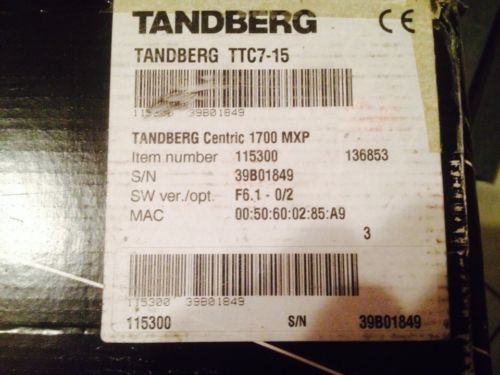 TANDBERG CE
TANDBERG TTC7-15
115300 39B01849
TANDBERG Centric 1700 MXP
Item number 115300 136853
S/N 39B01849
SW ver./opt. F6.1 - 0/2
MAC 00:50:60:02:85:A9
3
115300 39B01849
115300 S/N 39B01849